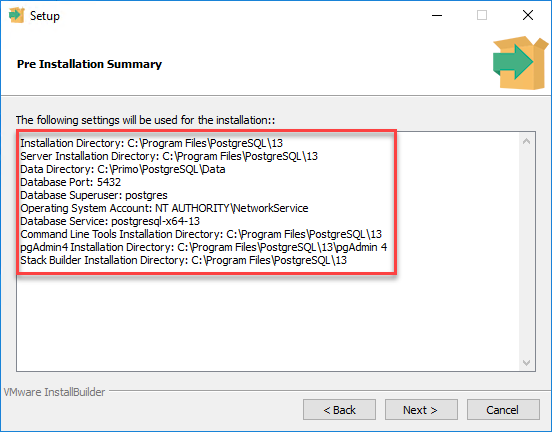 Setup
Pre Installation Summary
The following settings will be used for the installation::
Installation Directory: C:\Program Files\PostgreSQL\13
Server Installation Directory: C:\Program Files\PostgreSQL\13
Data Directory: C:\Primo\PostgreSQL\Data
Database Port: 5432
Database Superuser: postgres
Operating System Account: NT AUTHORITY\NetworkService
Database Service: postgresql-x64-13
Command Line Tools Installation Directory: C:\Program Files\PostgreSQL\13
pgAdmin4 Installation Directory: C:\Program Files\PostgreSQL\13\pgAdmin 4
Stack Builder Installation Directory: C:\Program Files\PostgreSQL\13
VMware InstallBuilder
< Back Next > Cancel